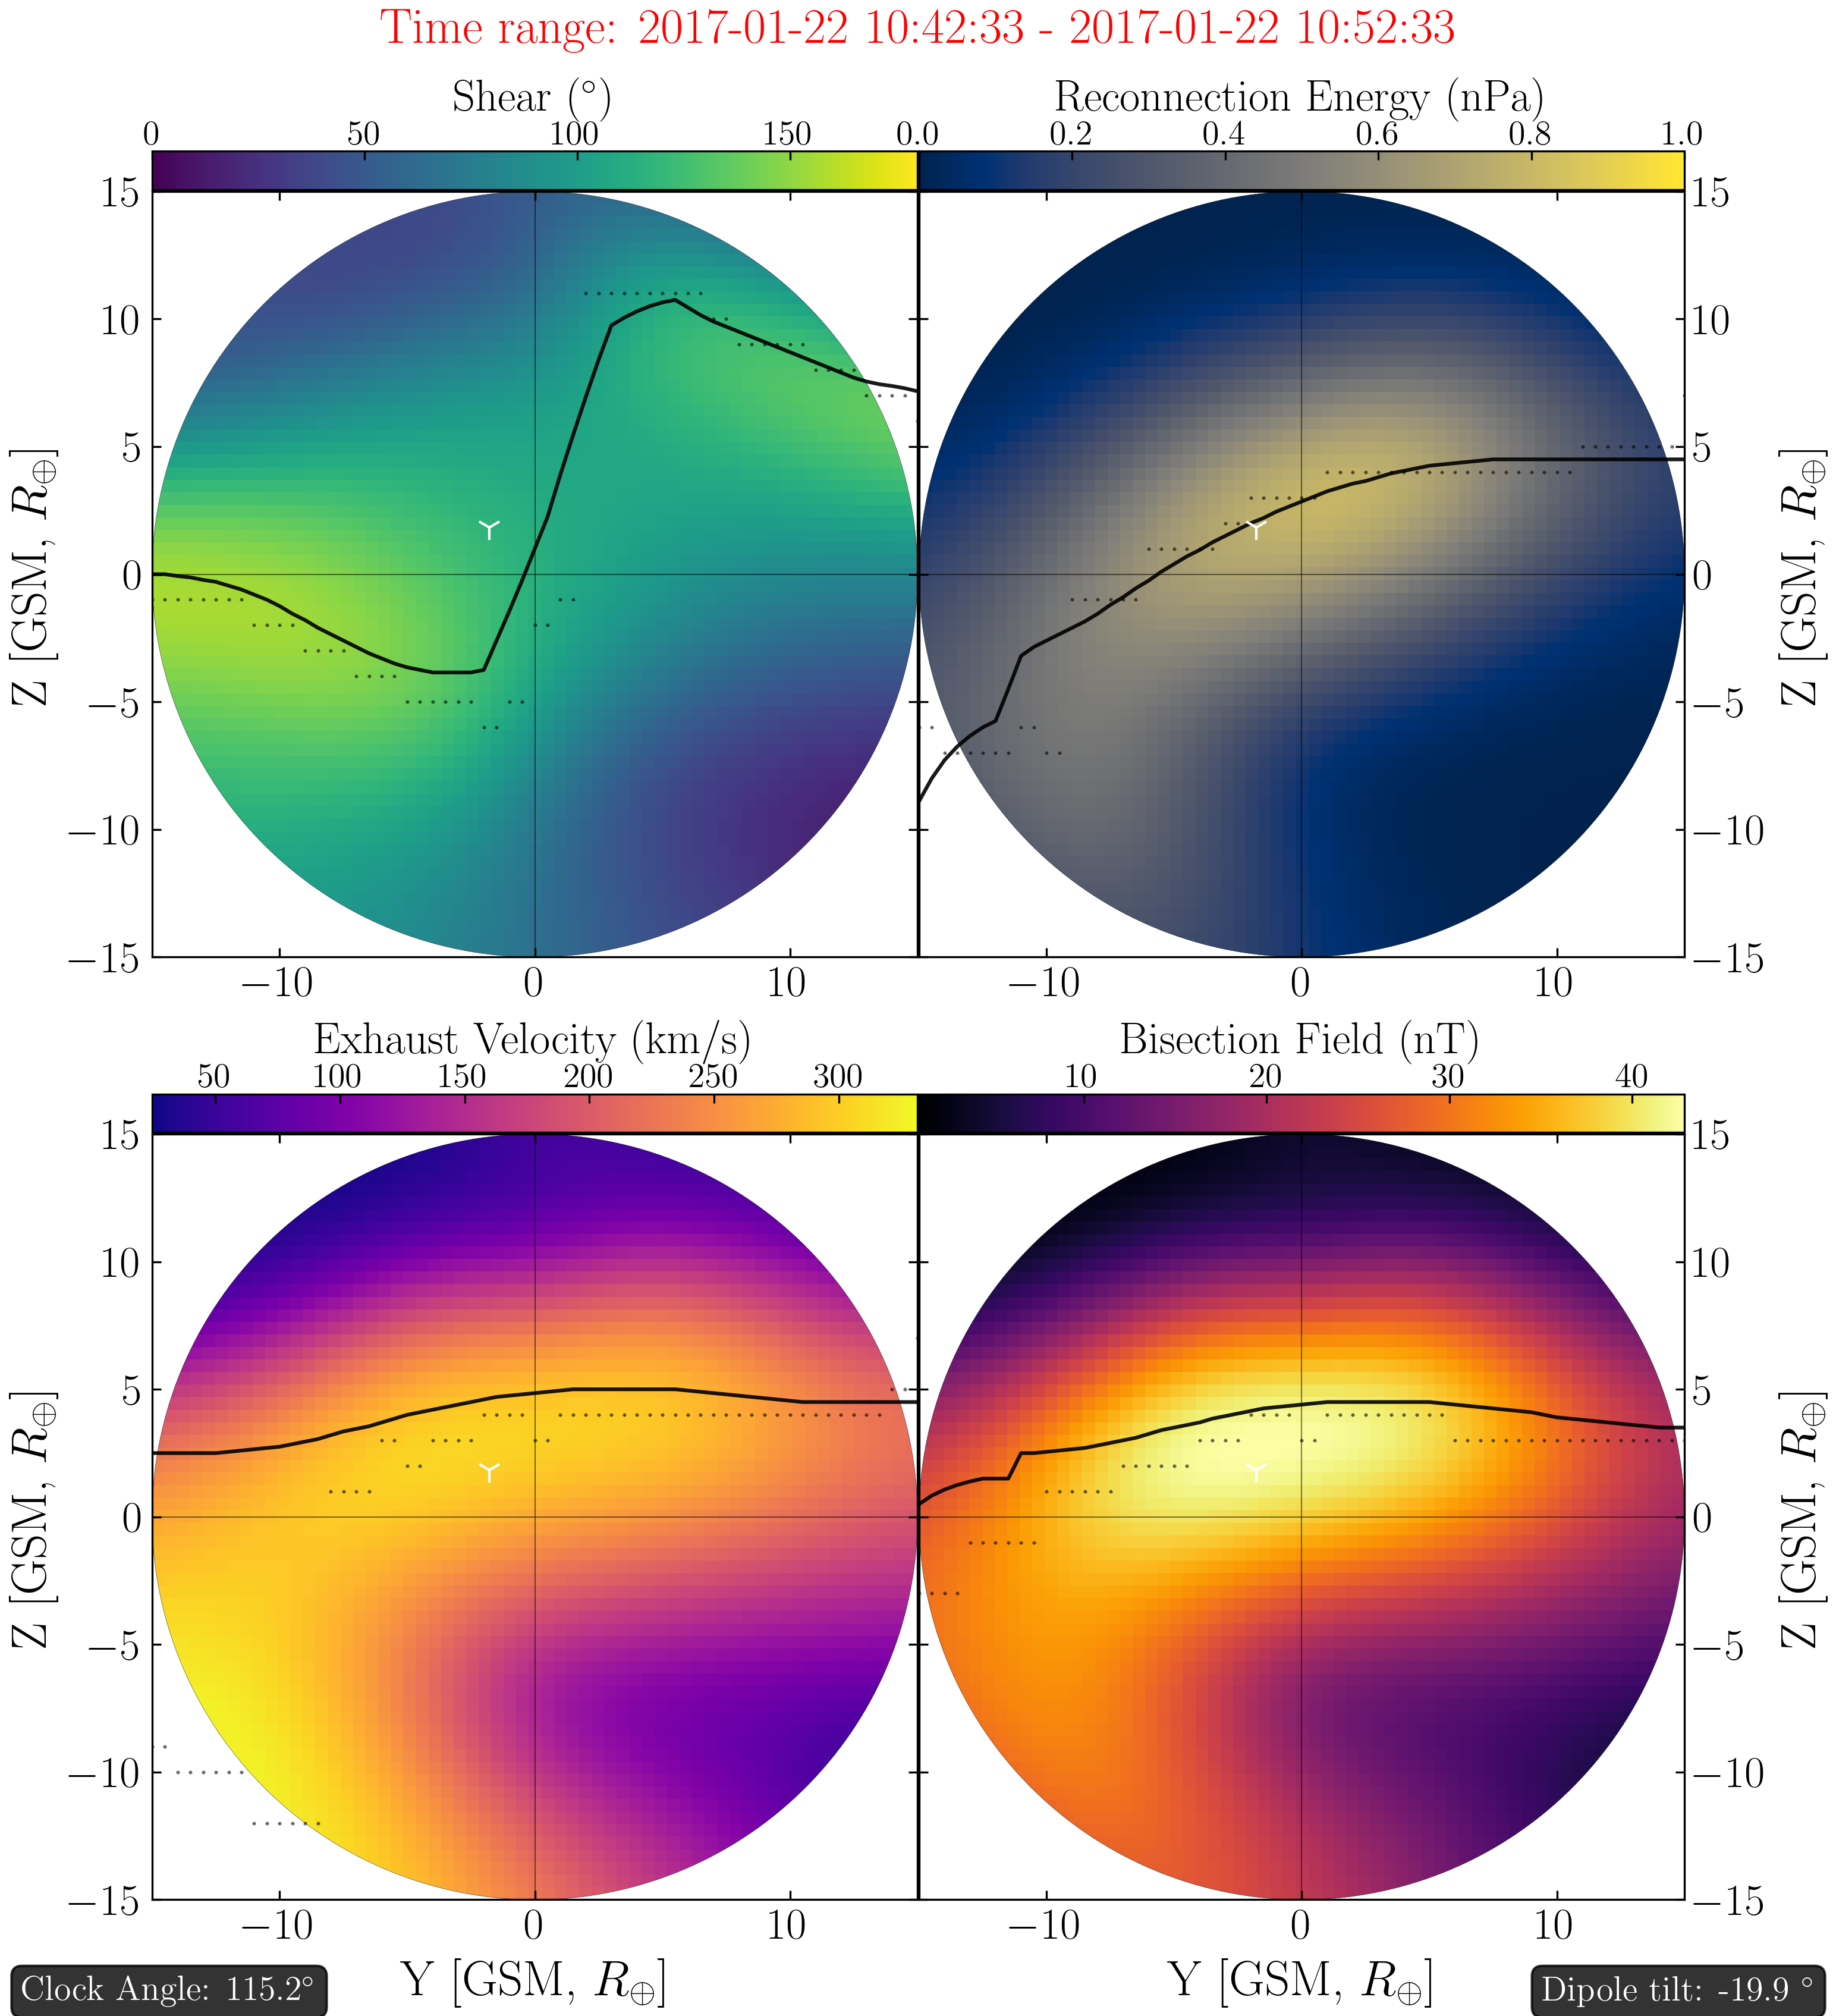 Time range: 2017-01-22 10:42:33 - 2017-01-22 10:52:33
Shear (°)
Reconnection Energy (nPa)
0 50 100 150 0.0 0.2 0.4 0.6 0.8 1.0
15 15
10 10
5 5
0 0
−5 −5
−10 −10
−15 −15
Z [GSM, R⊕]
Z [GSM, R⊕]
−10 0 10 −10 0 10
Exhaust Velocity (km/s)
Bisection Field (nT)
50 100 150 200 250 300 10 20 30 40
15 15
10 10
5 5
0 0
−5 −5
−10 −10
−15 −15
Z [GSM, R⊕]
Z [GSM, R⊕]
−10 0 10 −10 0 10
Y [GSM, R⊕]
Y [GSM, R⊕]
Clock Angle: 115.2°
Dipole tilt: -19.9 °